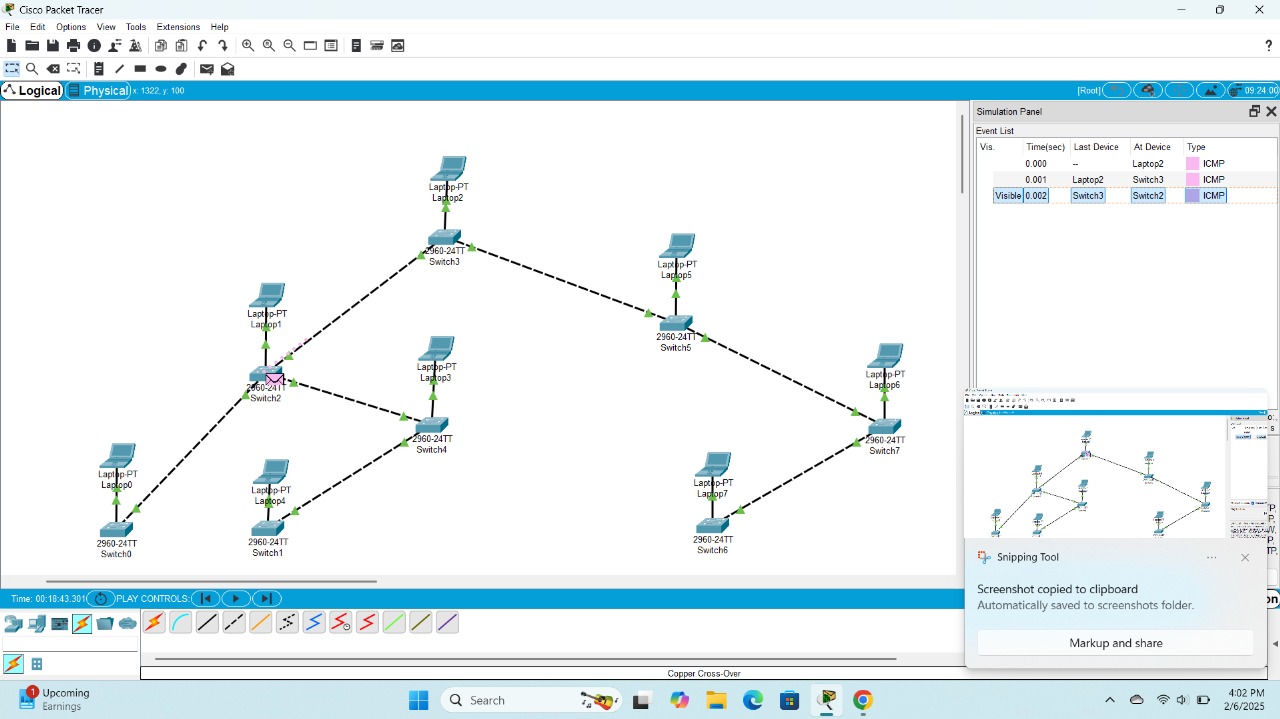 Cisco Packet Tracer
File Edit Options View Tools Extensions Help
?
Logical Physical x: 1322, y: 100 [Root] 09:24:00
Simulation Panel
Event List
Vis. Time(sec) Last Device At Device Type
0.000 -- Laptop2 ICMP
0.001 Laptop2 Switch3 ICMP
Visible 0.002 Switch3 Switch2 ICMP
Laptop-PT
Laptop2
2960-24TT
Switch3
Laptop-PT
Laptop5
2960-24TT
Switch5
Laptop-PT
Laptop1
2960-24TT
Switch2
Laptop-PT
Laptop3
2960-24TT
Switch4
Laptop-PT
Laptop6
2960-24TT
Switch7
Laptop-PT
Laptop0
2960-24TT
Switch0
Laptop-PT
Laptop4
2960-24TT
Switch1
Laptop-PT
Laptop7
2960-24TT
Switch6
Snipping Tool
Screenshot copied to clipboard
Automatically saved to screenshots folder.
Markup and share
Time: 00:18:43.301 PLAY CONTROLS:
Copper Cross-Over
1
Upcoming
Earnings
Search
4:02 PM
2/6/2025